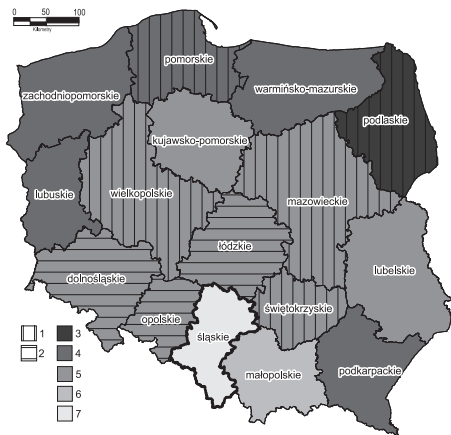 0 50 100
Kilometry
pomorskie
zachodniopomorskie
warmińsko-mazurskie
podlaskie
kujawsko-pomorskie
lubuskie
wielkopolskie
mazowieckie
łódzkie
lubelskie
dolnośląskie
opolskie
świętokrzyskie
śląskie
małopolskie
podkarpackie
1
2
3
4
5
6
7